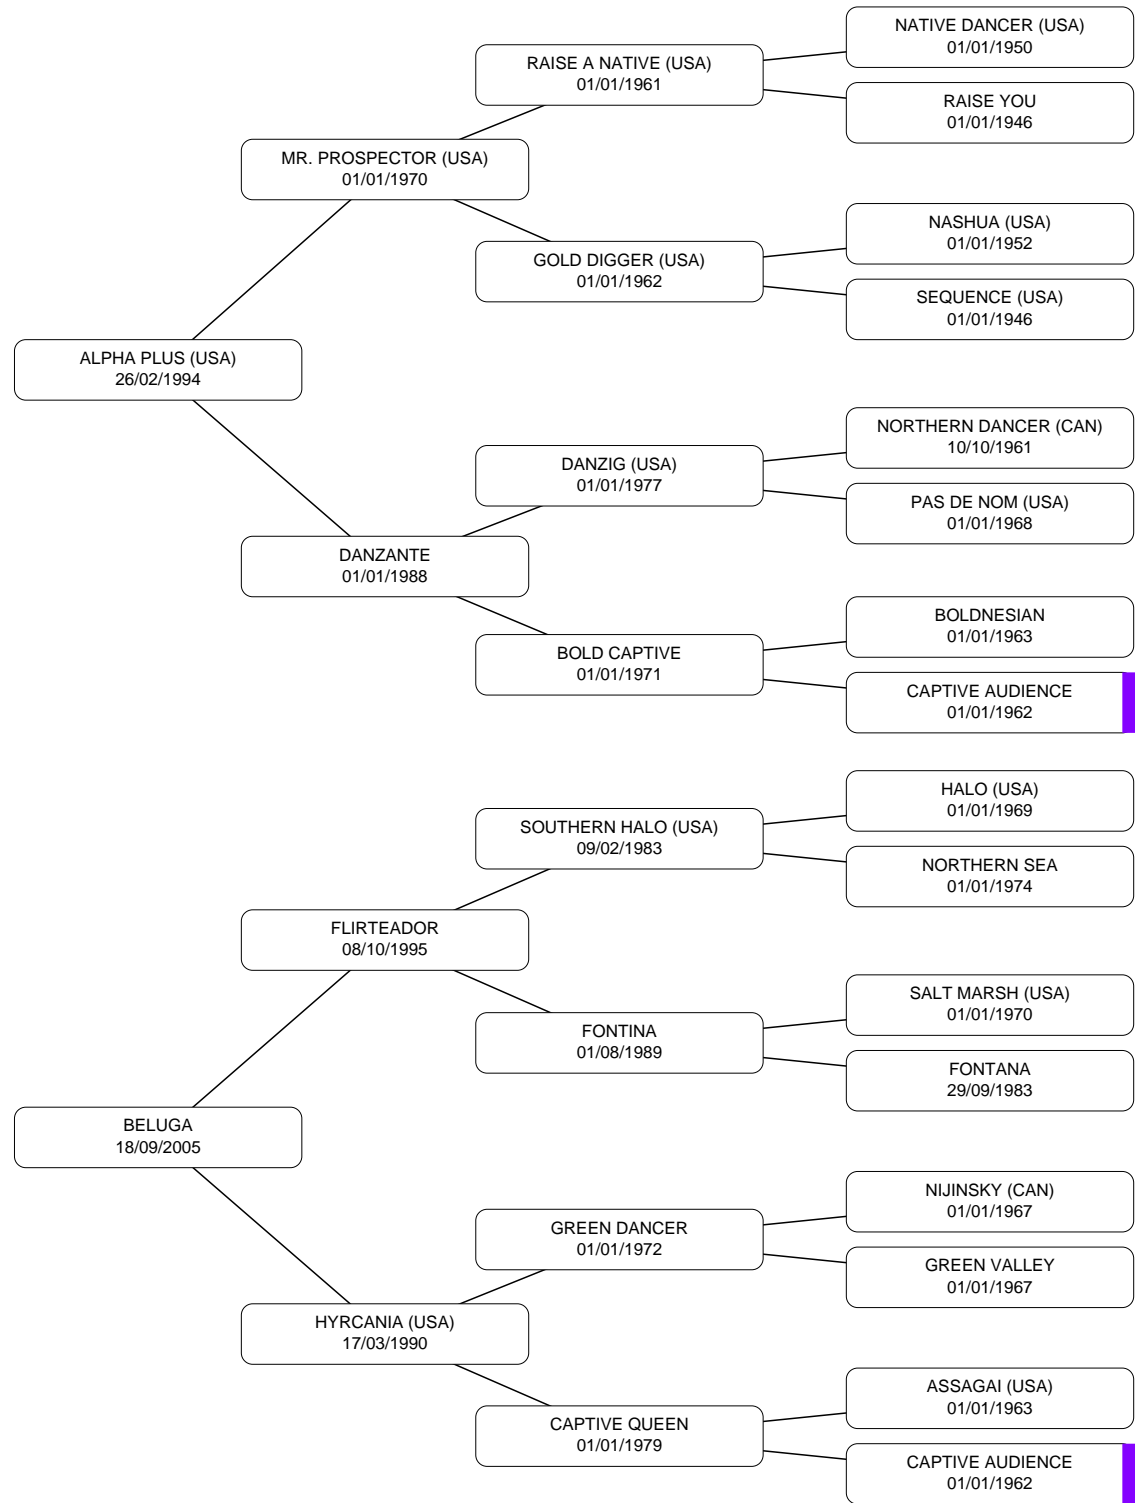 NATIVE DANCER (USA)
01/01/1950
RAISE A NATIVE (USA)
01/01/1961
RAISE YOU
01/01/1946
MR. PROSPECTOR (USA)
01/01/1970
NASHUA (USA)
01/01/1952
GOLD DIGGER (USA)
01/01/1962
SEQUENCE (USA)
01/01/1946
ALPHA PLUS (USA)
26/02/1994
NORTHERN DANCER (CAN)
10/10/1961
DANZIG (USA)
01/01/1977
PAS DE NOM (USA)
01/01/1968
DANZANTE
01/01/1988
BOLDNESIAN
01/01/1963
BOLD CAPTIVE
01/01/1971
CAPTIVE AUDIENCE
01/01/1962
HALO (USA)
01/01/1969
SOUTHERN HALO (USA)
09/02/1983
NORTHERN SEA
01/01/1974
FLIRTEADOR
08/10/1995
SALT MARSH (USA)
01/01/1970
FONTINA
01/08/1989
FONTANA
29/09/1983
BELUGA
18/09/2005
NIJINSKY (CAN)
01/01/1967
GREEN DANCER
01/01/1972
GREEN VALLEY
01/01/1967
HYRCANIA (USA)
17/03/1990
ASSAGAI (USA)
01/01/1963
CAPTIVE QUEEN
01/01/1979
CAPTIVE AUDIENCE
01/01/1962